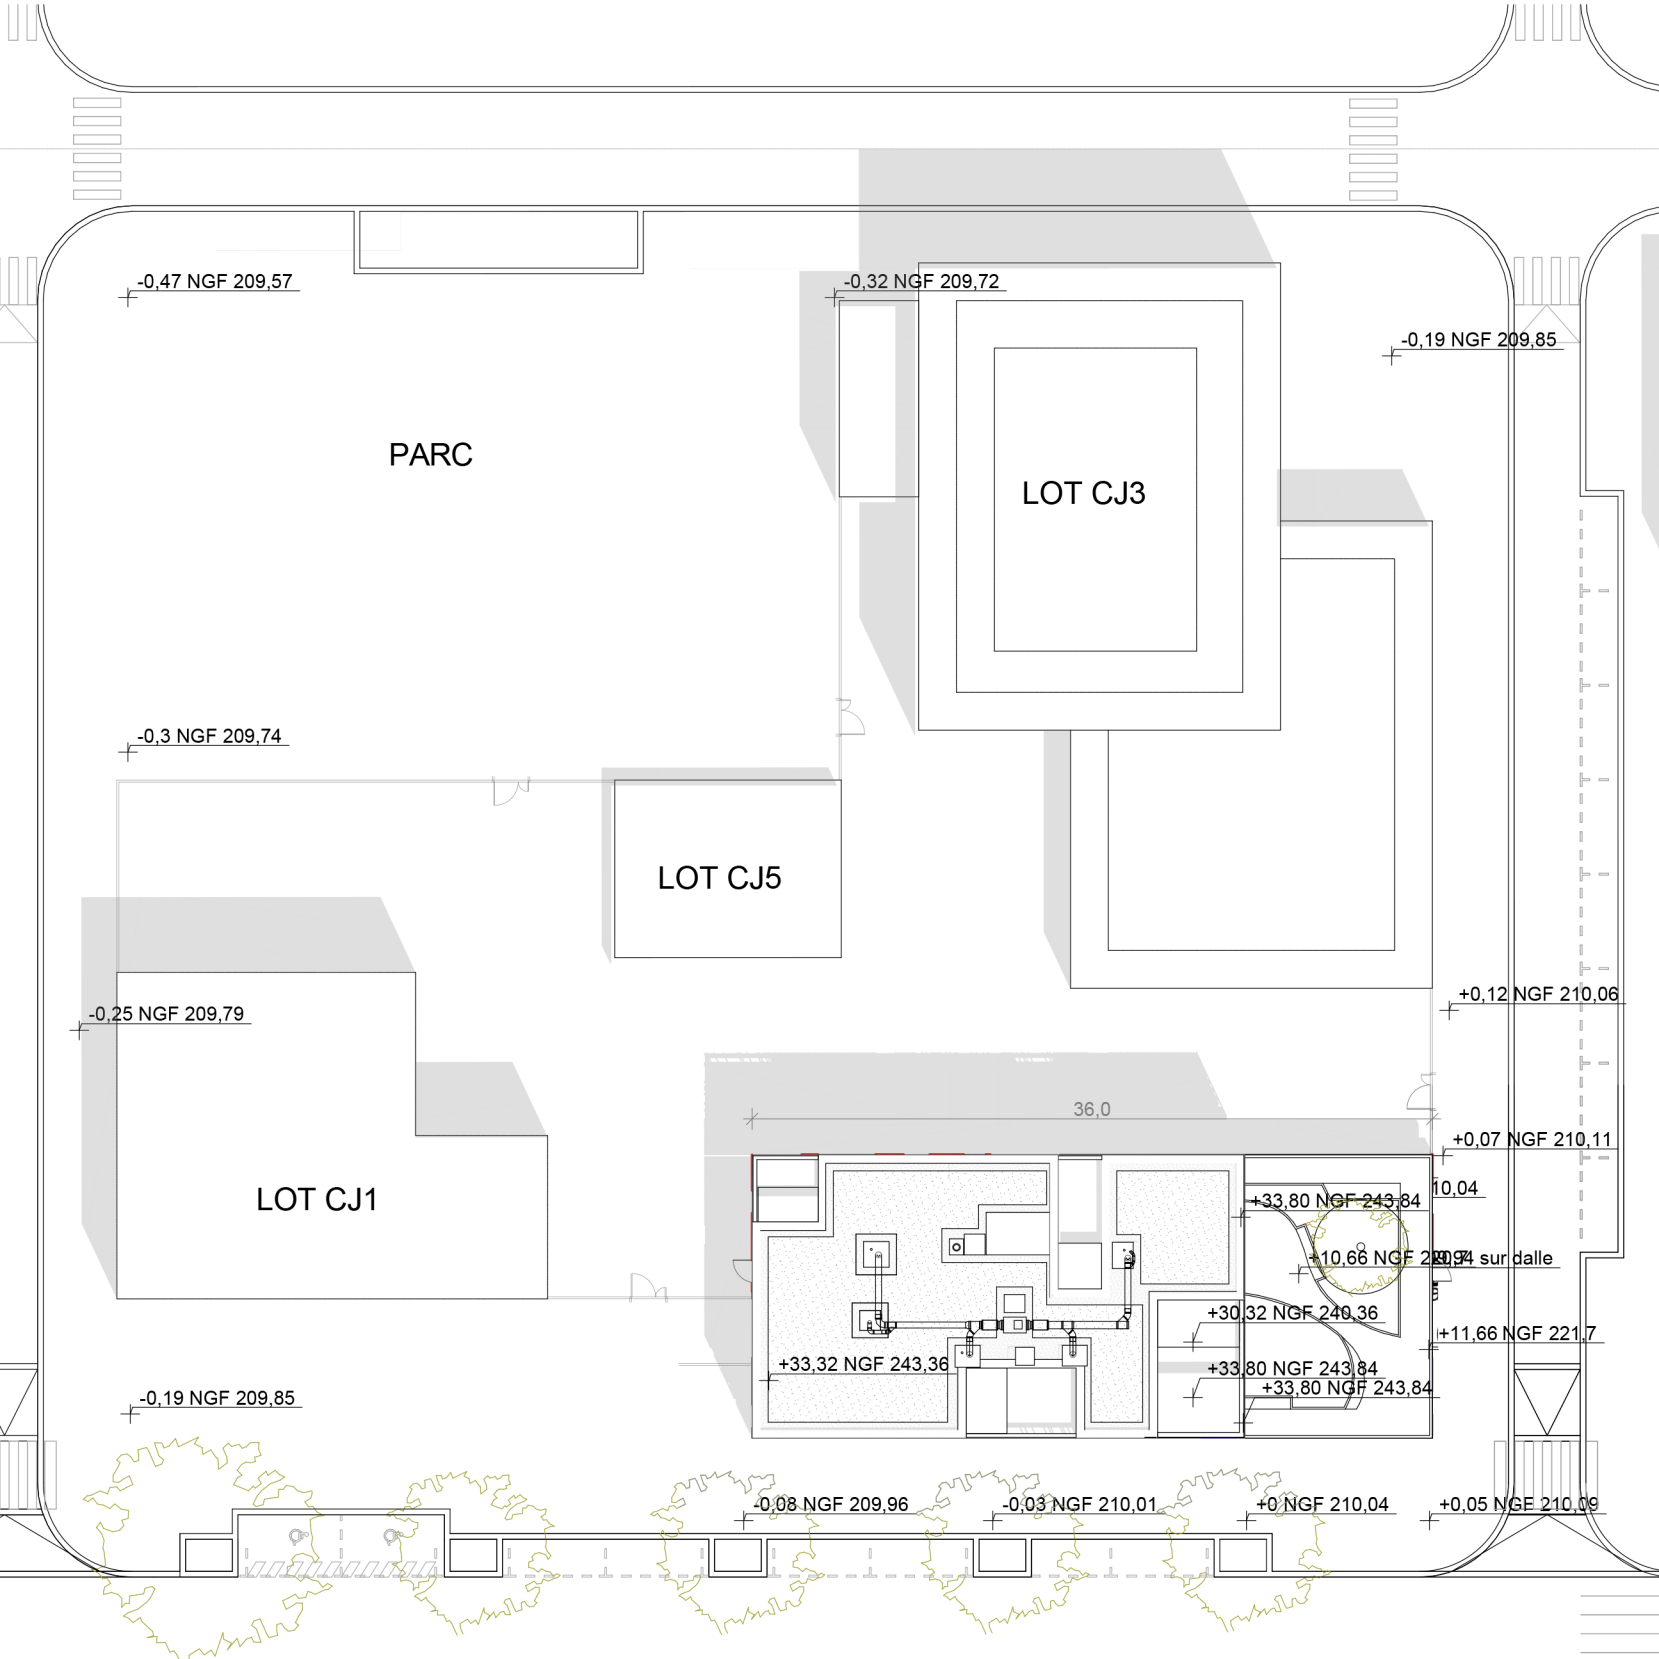 -0,47 NGF 209,57
-0,32 NGF 209,72
-0,19 NGF 209,85
PARC
LOT CJ3
-0,3 NGF 209,74
LOT CJ5
+0,12 NGF 210,06
-0,25 NGF 209,79
36,0
+0,07 NGF 210,11
10,04
LOT CJ1
+33,80 NGF 243,84
+10,66 NGF
sur dalle
+30,32 NGF 240,36
+11,66 NGF 221,7
+33,32 NGF 243,36
+33,80 NGF 243,84
+33,80 NGF 243,84
-0,19 NGF 209,85
-0,08 NGF 209,96
-0,03 NGF 210,01
+0 NGF 210,04
+0,05 NGF 210,09